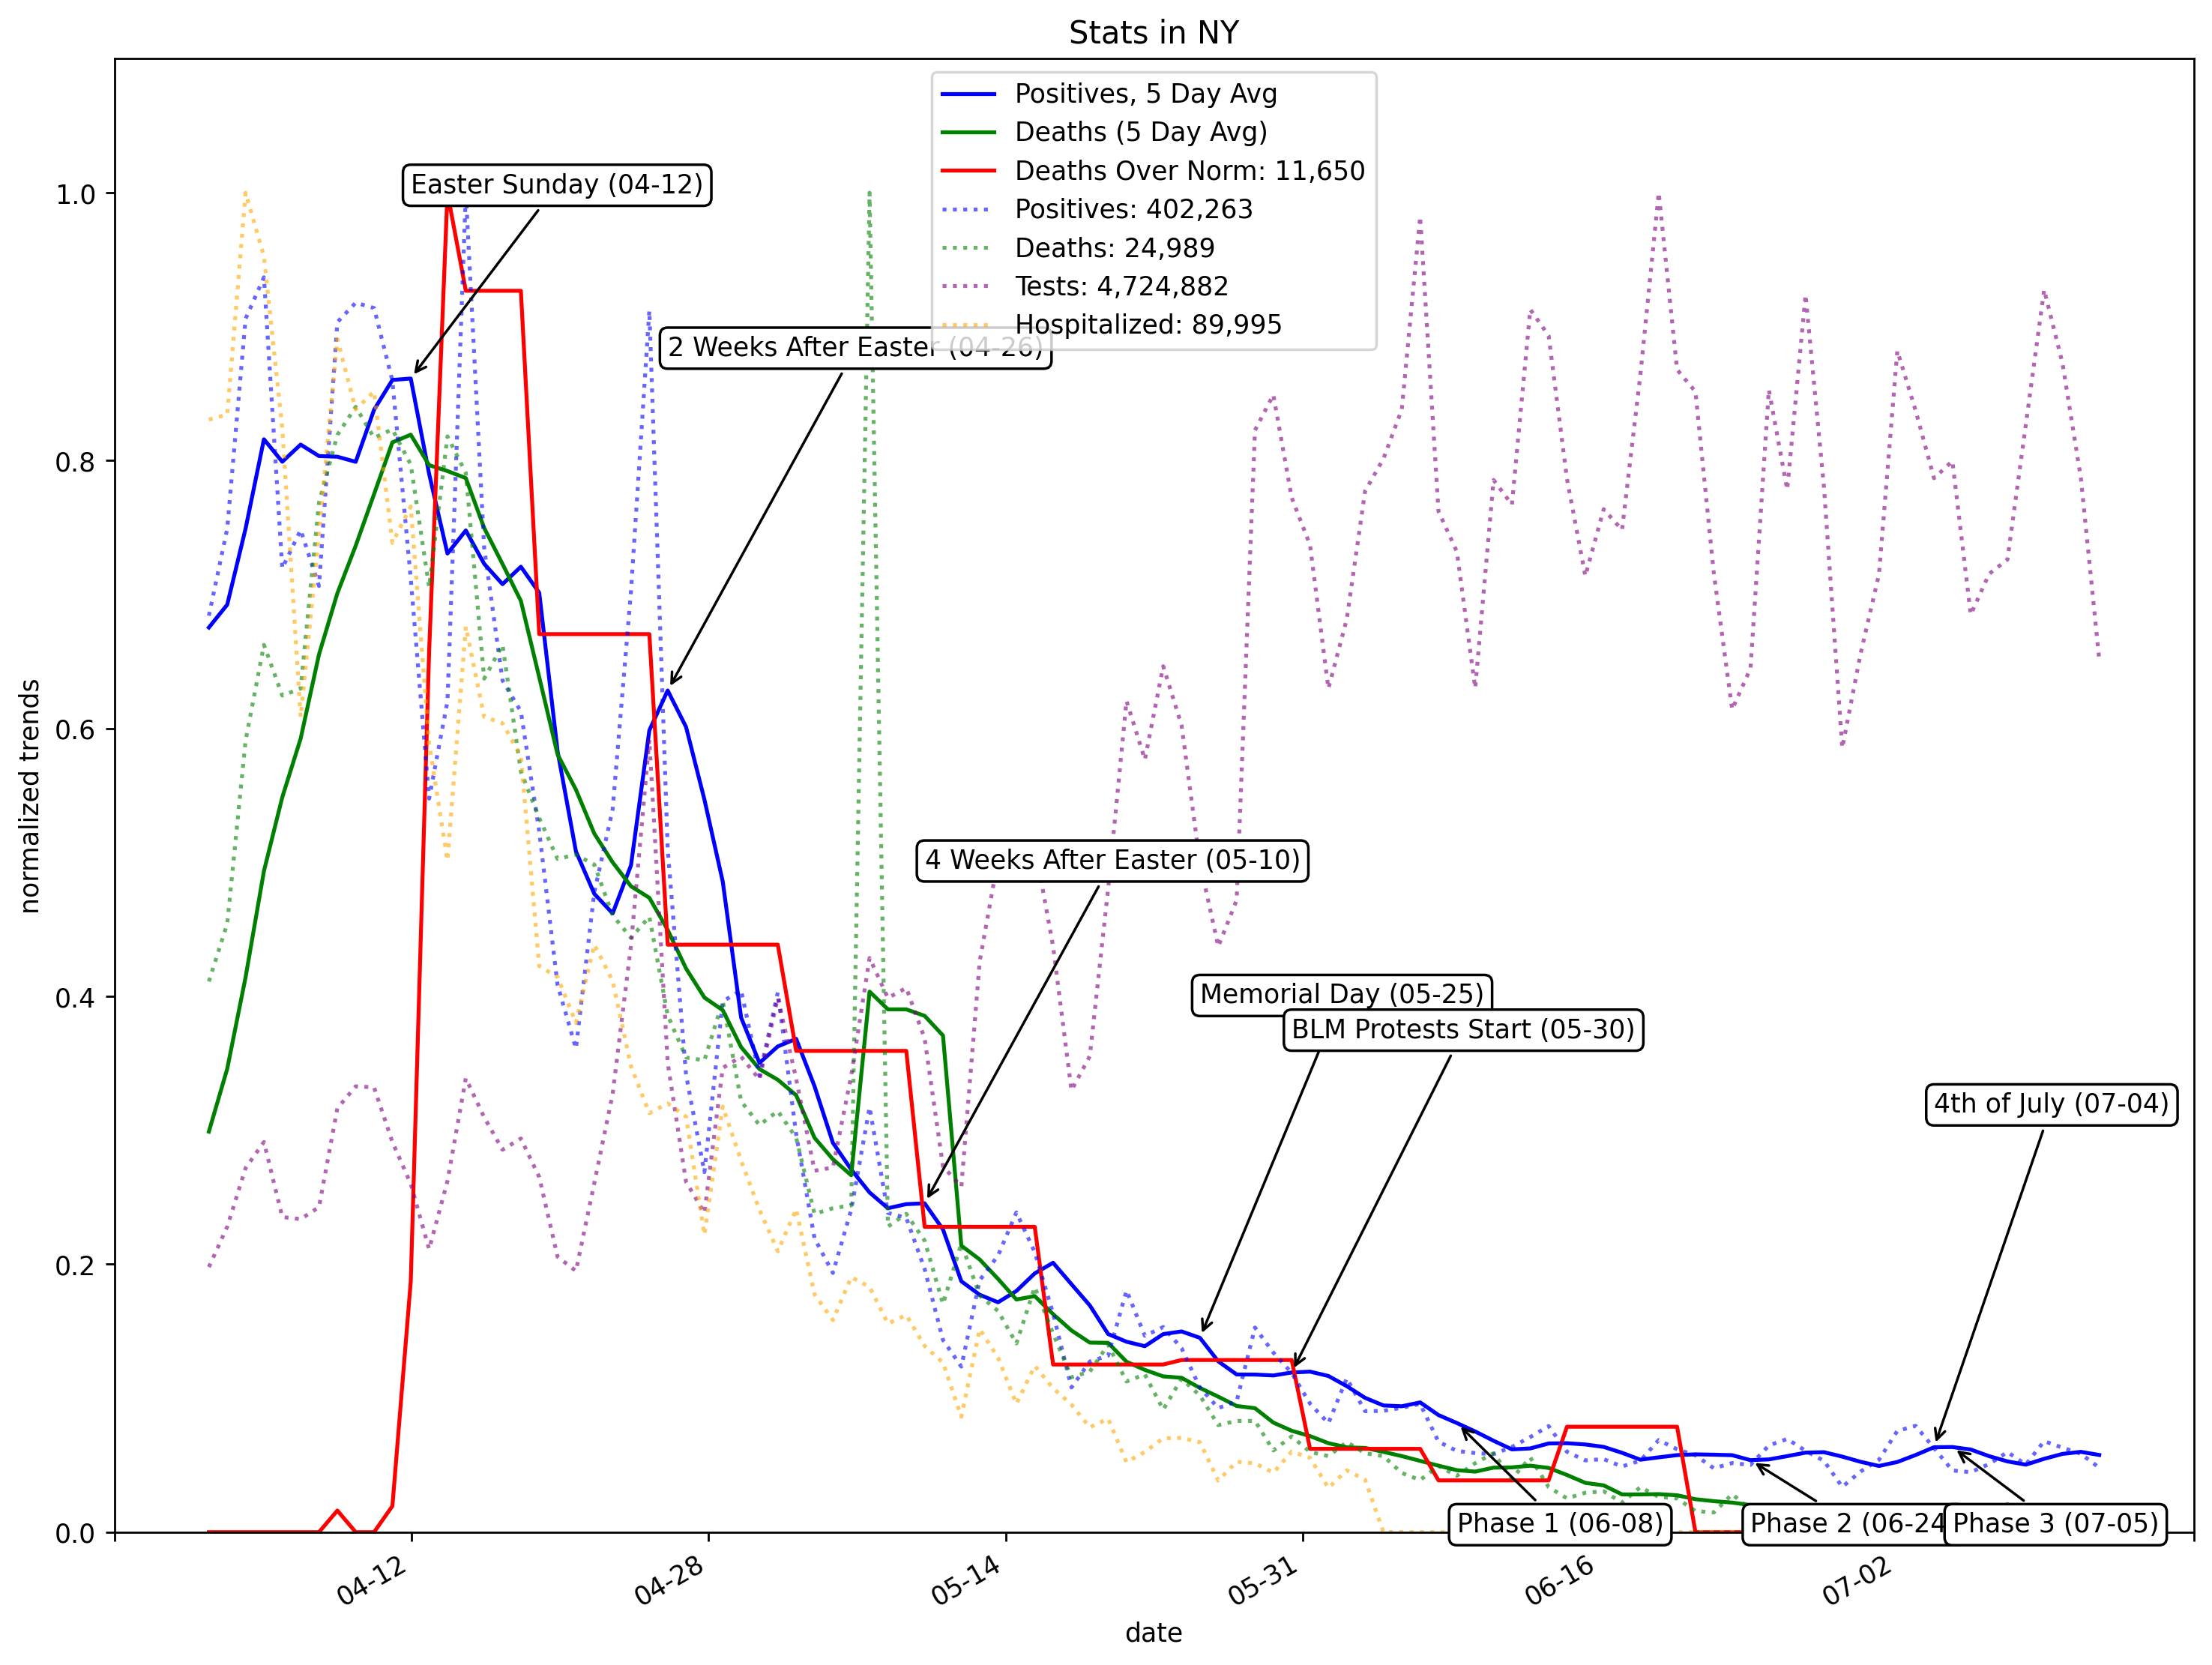 Stats in NY
Positives, 5 Day Avg
Deaths (5 Day Avg)
Deaths Over Norm: 11,650
Positives: 402,263
Deaths: 24,989
Tests: 4,724,882
Hospitalized: 89,995
Easter Sunday (04-12)
2 Weeks After Easter (04-26)
4 Weeks After Easter (05-10)
Memorial Day (05-25)
BLM Protests Start (05-30)
4th of July (07-04)
Phase 1 (06-08)
Phase 2 (06-24
Phase 3 (07-05)
normalized trends
1.0
0.8
0.6
0.4
0.2
0.0
04-12
04-28
05-14
05-31
06-16
07-02
date